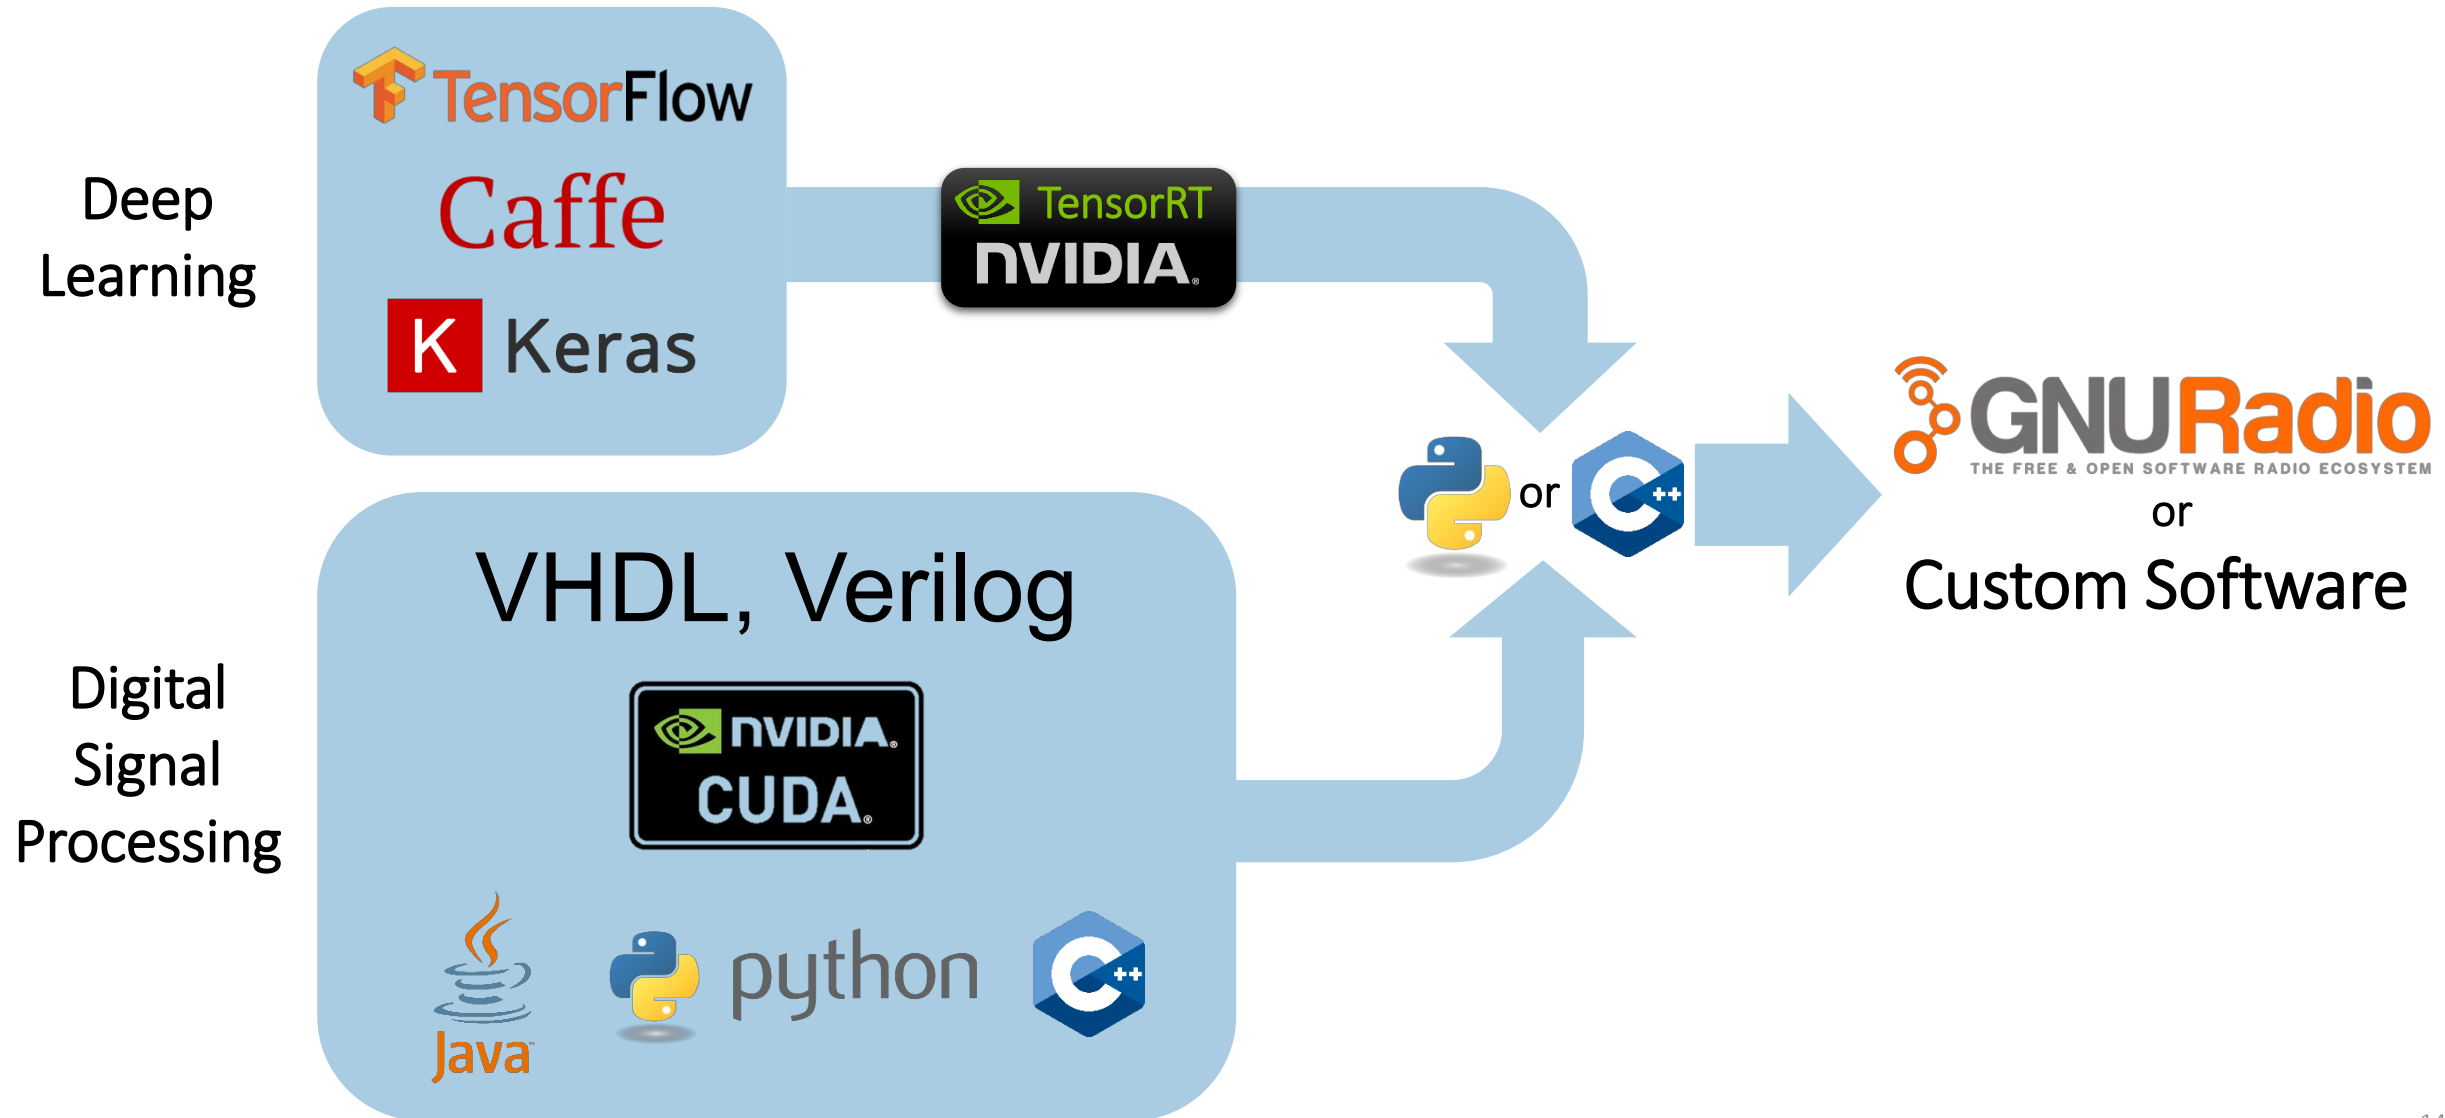 Deep
Learning
TensorFlow
Caffe
K Keras
TensorRT
NVIDIA.
or
C++
GNURadio
THE FREE & OPEN SOFTWARE RADIO ECOSYSTEM
or
Custom Software
Digital
Signal
Processing
VHDL, Verilog
NVIDIA.
CUDA.
Java
python
C++